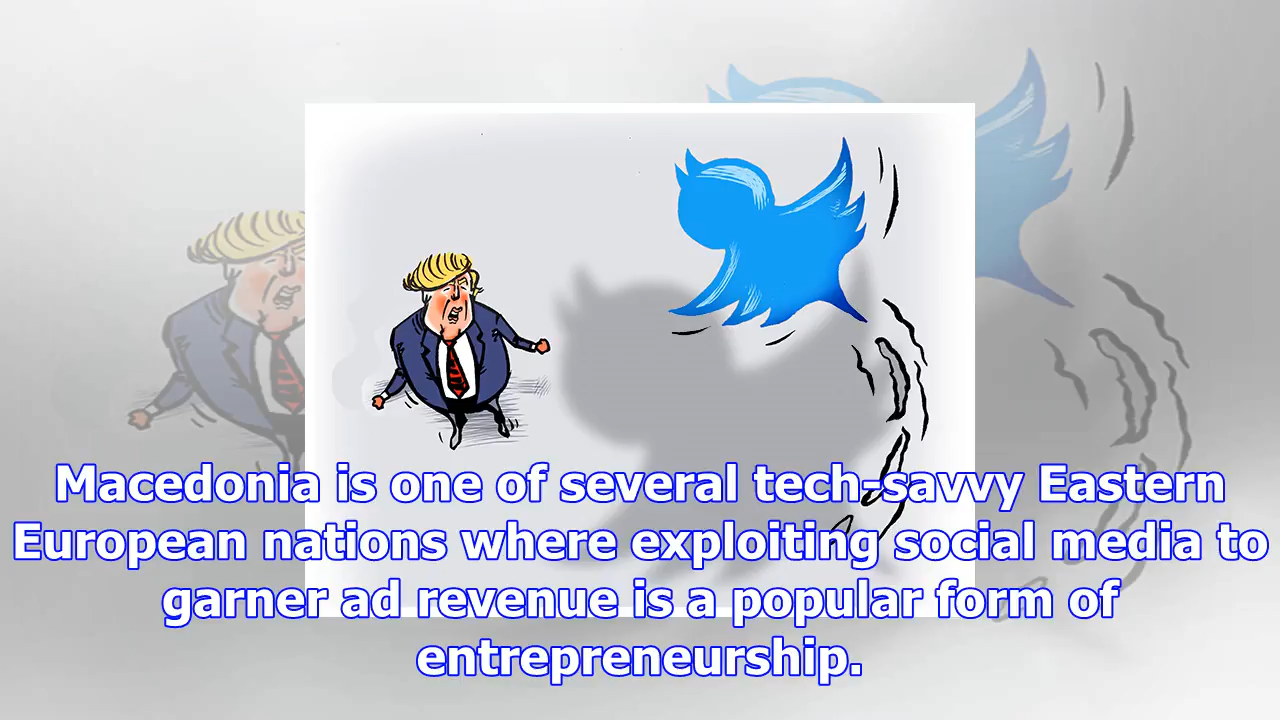 Macedonia is one of several tech-savvy Eastern
European nations where exploiting social media to
garner ad revenue is a popular form of
entrepreneurship.